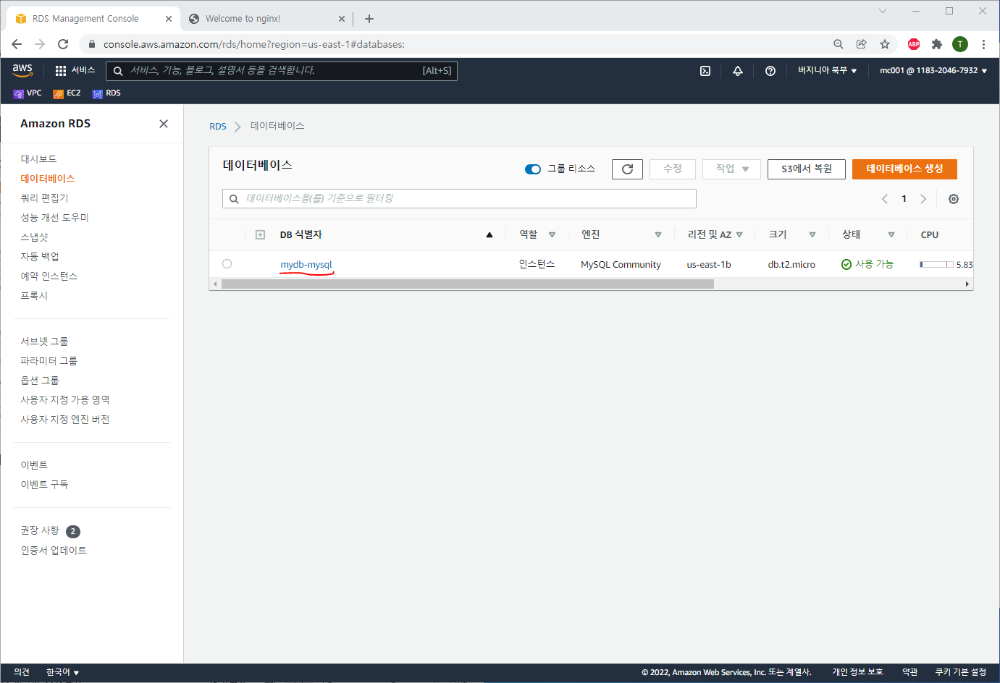 RDS Management Console
Welcome to nginx!
console.aws.amazon.com/rds/home?region=us-east-1#databases:
ABP
T
aws
서비스
서비스, 기능, 블로그, 설명서 등을 검색합니다.
[Alt+S]
버지니아 북부
mc001 @ 1183-2046-7932
VPC
EC2
RDS
Amazon RDS
대시보드
데이터베이스
쿼리 편집기
성능 개선 도우미
스냅샷
자동 백업
예약 인스턴스
프록시
서브넷 그룹
파라미터 그룹
옵션 그룹
사용자 지정 가용 영역
사용자 지정 엔진 버전
이벤트
이벤트 구독
권장 사항 2
인증서 업데이트
RDS
데이터베이스
데이터베이스
그룹 리소스
수정
작업
S3에서 복원
데이터베이스 생성
데이터베이스을(를) 기준으로 필터링
1
DB 식별자
역할
엔진
리전 및 AZ
크기
상태
CPU
mydb-mysql
인스턴스
MySQL Community
us-east-1b
db.t2.micro
사용 가능
5.83
의견
한국어
© 2022, Amazon Web Services, Inc. 또는 계열사.
개인 정보 보호
약관
쿠키 기본 설정